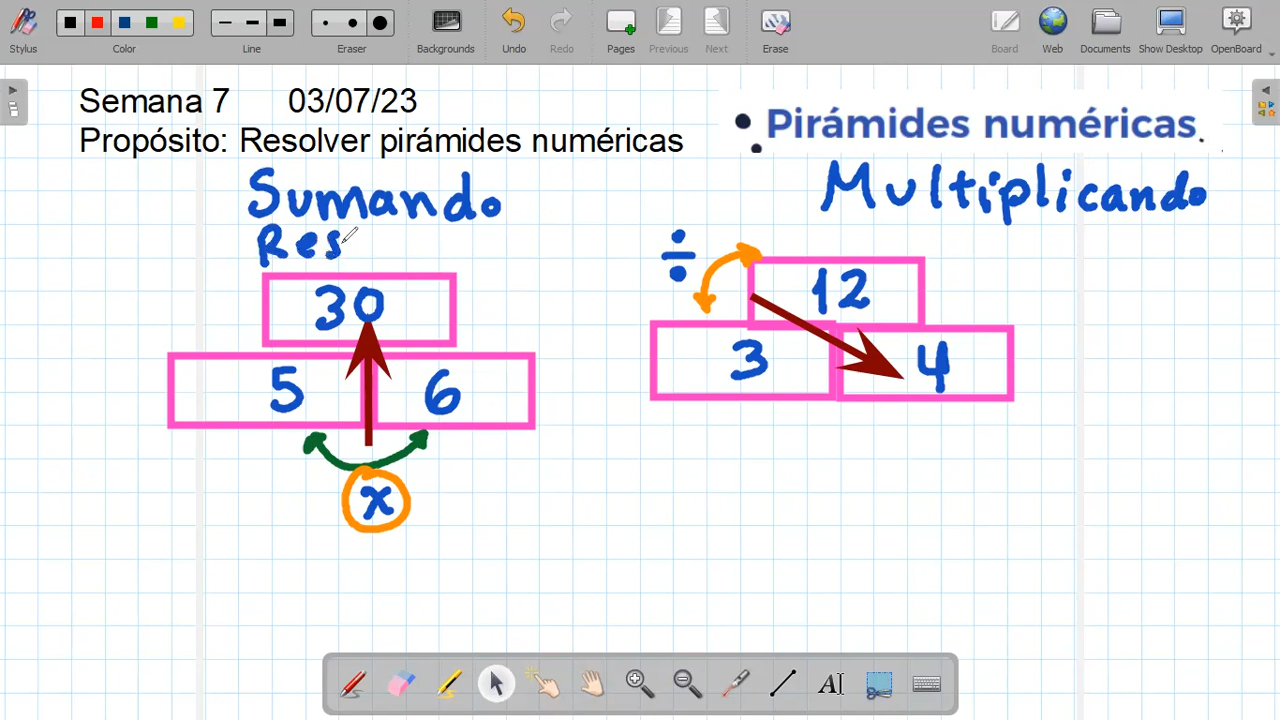 Stylus
Color
Line
Eraser
Backgrounds
Undo
Redo
Pages
Previous
Next
Erase
Board
Web
Documents
Show Desktop
OpenBoard
Semana 7 03/07/23
Propósito: Resolver pirámides numéricas
• Pirámides numéricas.
Sumando
Res
30
5 6
x
Multiplicando
÷
12
3 4
AI